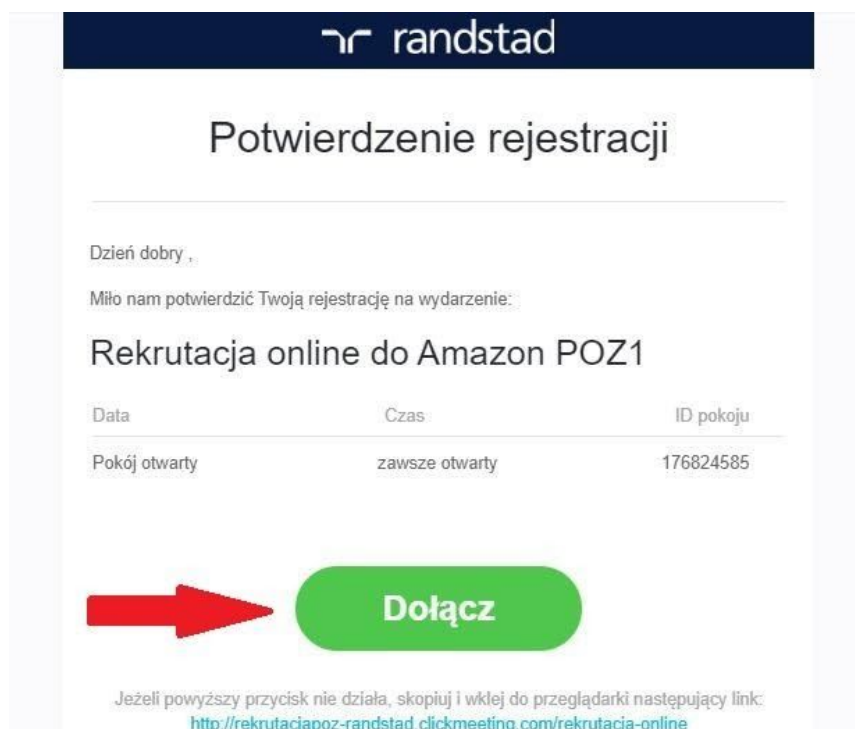 randstad
Potwierdzenie rejestracji
Dzień dobry ,
Miło nam potwierdzić Twoją rejestrację na wydarzenie:
Rekrutacja online do Amazon POZ1
Data Czas ID pokoju
Pokój otwarty zawsze otwarty 176824585
Dołącz
Jeżeli powyższy przycisk nie działa, skopiuj i wklej do przeglądarki następujący link:
http://rekrutacjapoz-randstad.clickmeeting.com/rekrutacja-online